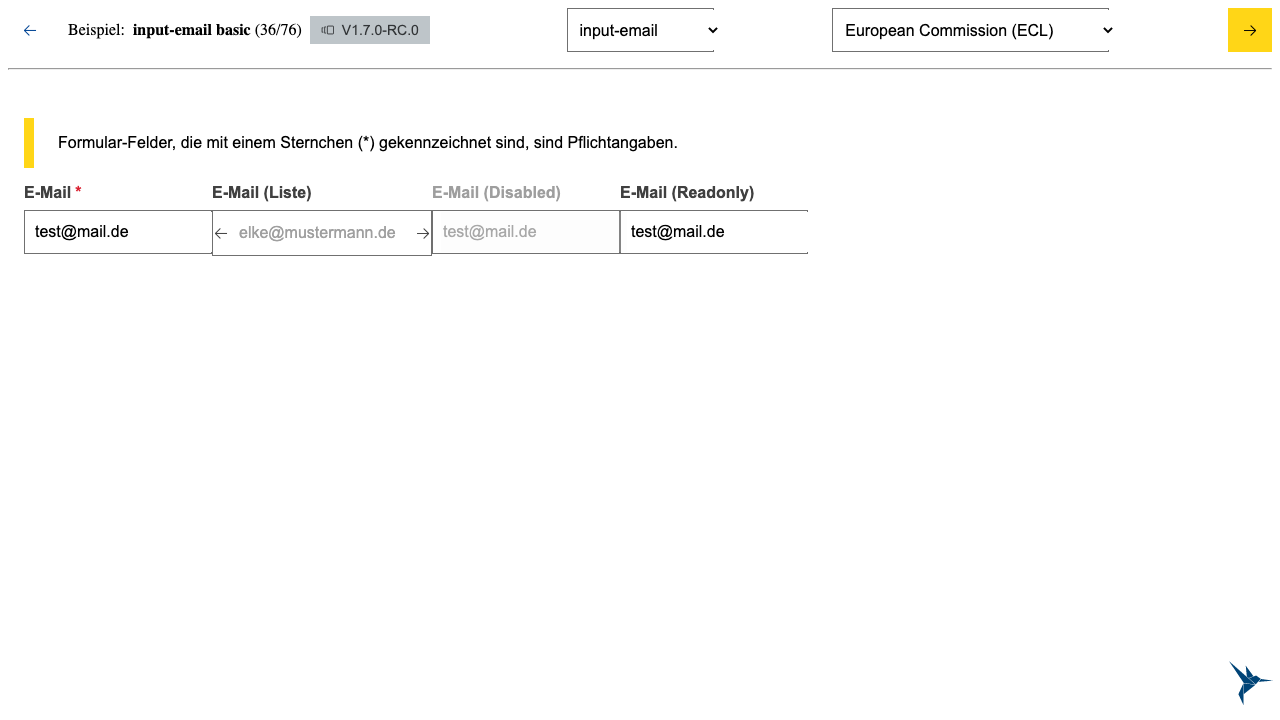 Beispiel: input-email basic (36/76) V1.7.0-RC.0 input-email European Commission (ECL)
Formular-Felder, die mit einem Sternchen (*) gekennzeichnet sind, sind Pflichtangaben.
E-Mail * E-Mail (Liste) E-Mail (Disabled) E-Mail (Readonly)
test@mail.de elke@mustermann.de test@mail.de test@mail.de